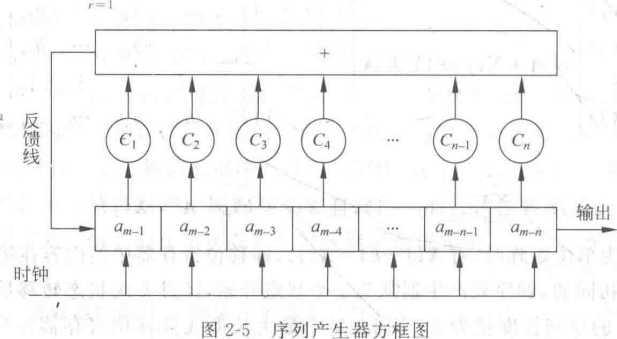 r=1
+
反馈线
C₁ C₂ C₃ C₄ ... Cₙ₋₁ Cₙ
aₘ₋₁ aₘ₋₂ aₘ₋₃ aₘ₋₄ ... aₘ₋ₙ₋₁ aₘ₋ₙ
输出
时钟
图 2-5 序列产生器方框图